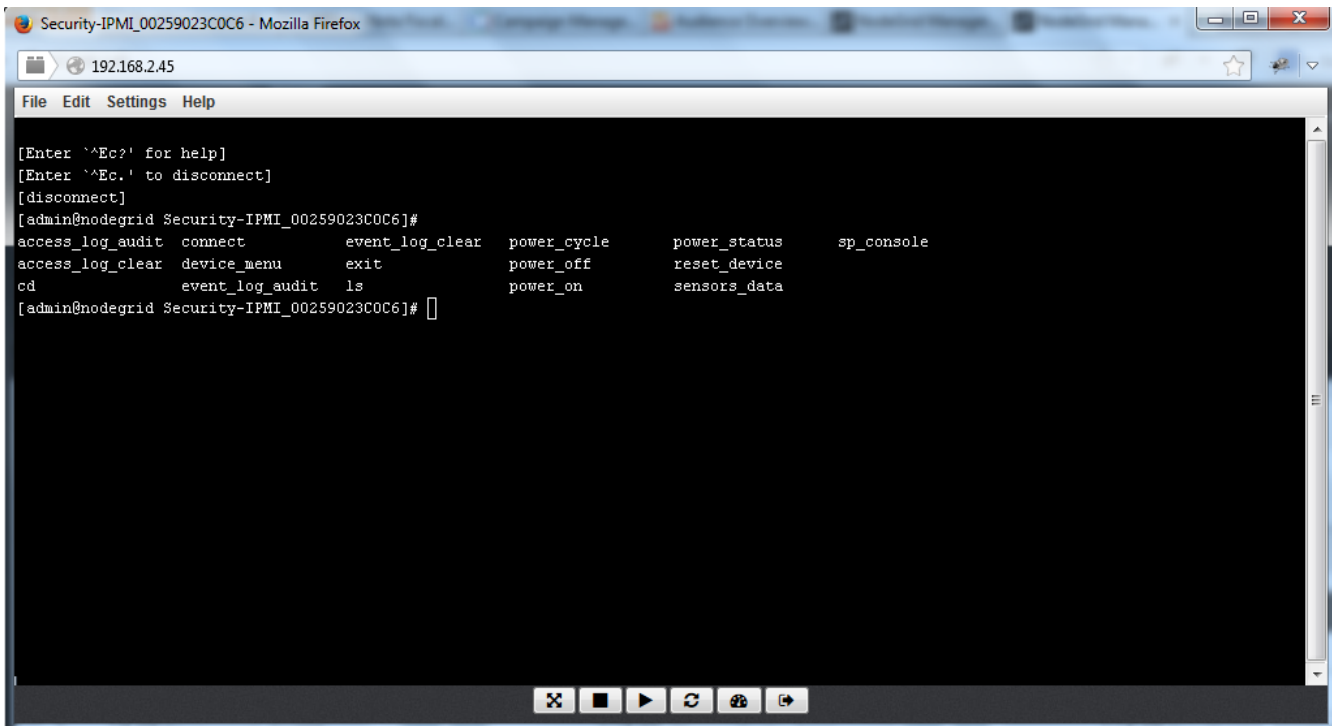 Security-IPMI_00259023C0C6 - Mozilla Firefox
192.168.2.45
File Edit Settings Help
[Enter `^Ec?' for help]
[Enter `^Ec.' to disconnect]
[disconnect]
[admin@nodegrid Security-IPMI_00259023C0C6]#
access_log_audit connect event_log_clear power_cycle power_status sp_console
access_log_clear device_menu exit power_off reset_device
cd event_log_audit ls power_on sensors_data
[admin@nodegrid Security-IPMI_00259023C0C6]#